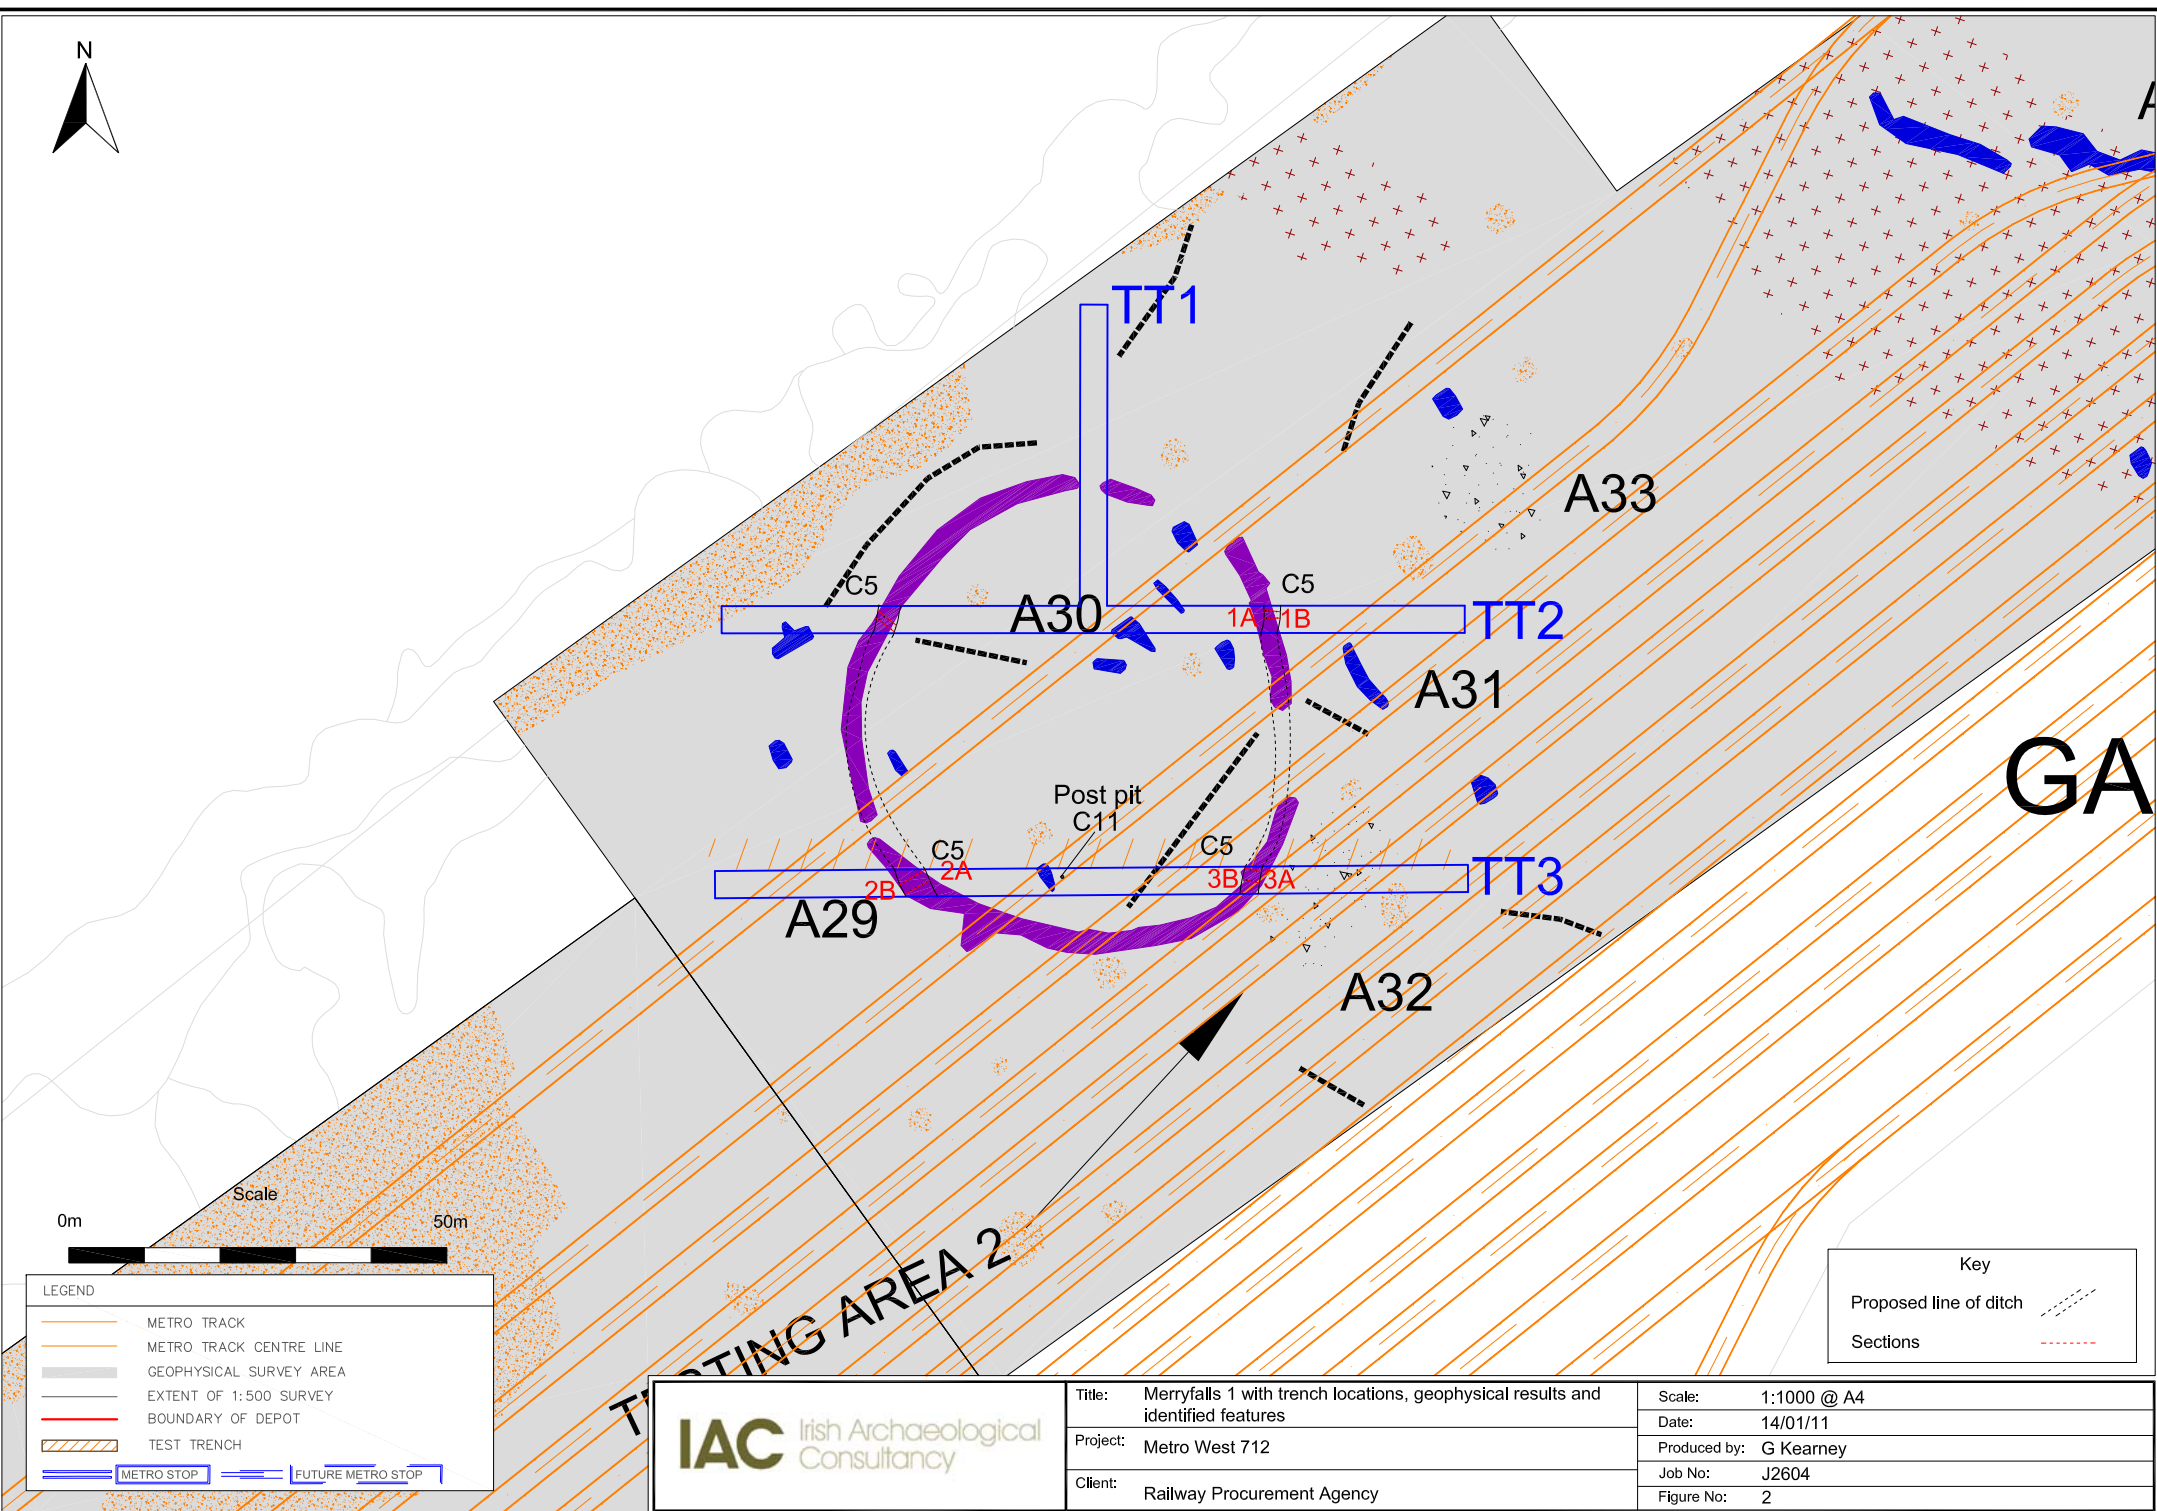 N
A
TT1
A33
C5
C5
A30
1A
1B
TT2
A31
GA
Post pit
C11
C5
2A
2B
C5
3B
3A
TT3
A29
A32
TESTING AREA 2
Scale
0m
50m
LEGEND
METRO TRACK
METRO TRACK CENTRE LINE
GEOPHYSICAL SURVEY AREA
EXTENT OF 1:500 SURVEY
BOUNDARY OF DEPOT
TEST TRENCH
METRO STOP
FUTURE METRO STOP
Key
Proposed line of ditch
Sections
IAC Irish Archaeological
Consultancy
Title: Merryfalls 1 with trench locations, geophysical results and
identified features
Project: Metro West 712
Client: Railway Procurement Agency
Scale: 1:1000 @ A4
Date: 14/01/11
Produced by: G Kearney
Job No: J2604
Figure No: 2